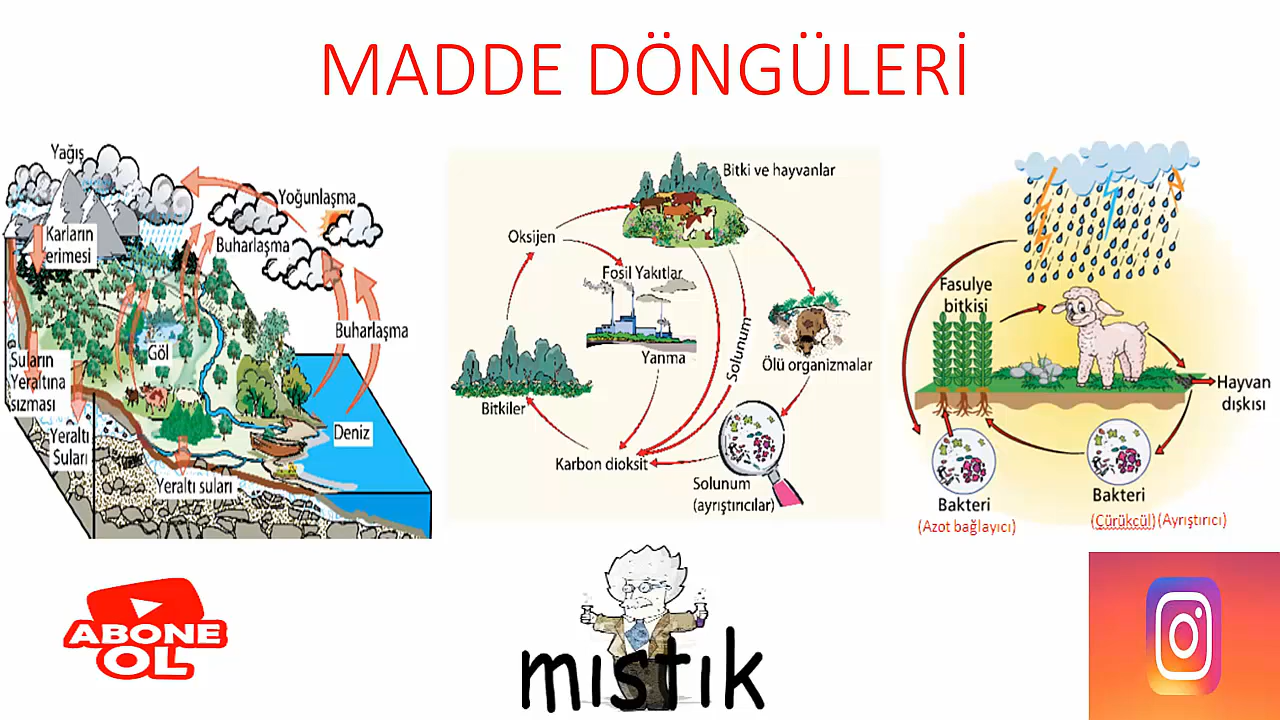 MADDE DÖNGÜLERİ
Yağış
Yoğunlaşma
Karların
erimesi
Buharlaşma
Buharlaşma
Göl
Suların
Yeraltına
sızması
Yeraltı
Suları
Deniz
Yeraltı suları
Bitki ve hayvanlar
Oksijen
Fosil Yakıtlar
Yanma
Solunum
Ölü organizmalar
Bitkiler
Karbon dioksit
Solunum
(ayrıştırıcılar)
Fasulye
bitkisi
Hayvan
dışkısı
Bakteri
(Azot bağlayıcı)
Bakteri
(Cürükcül)(Ayrıştırıcı)
ABONE
OL
mıstık